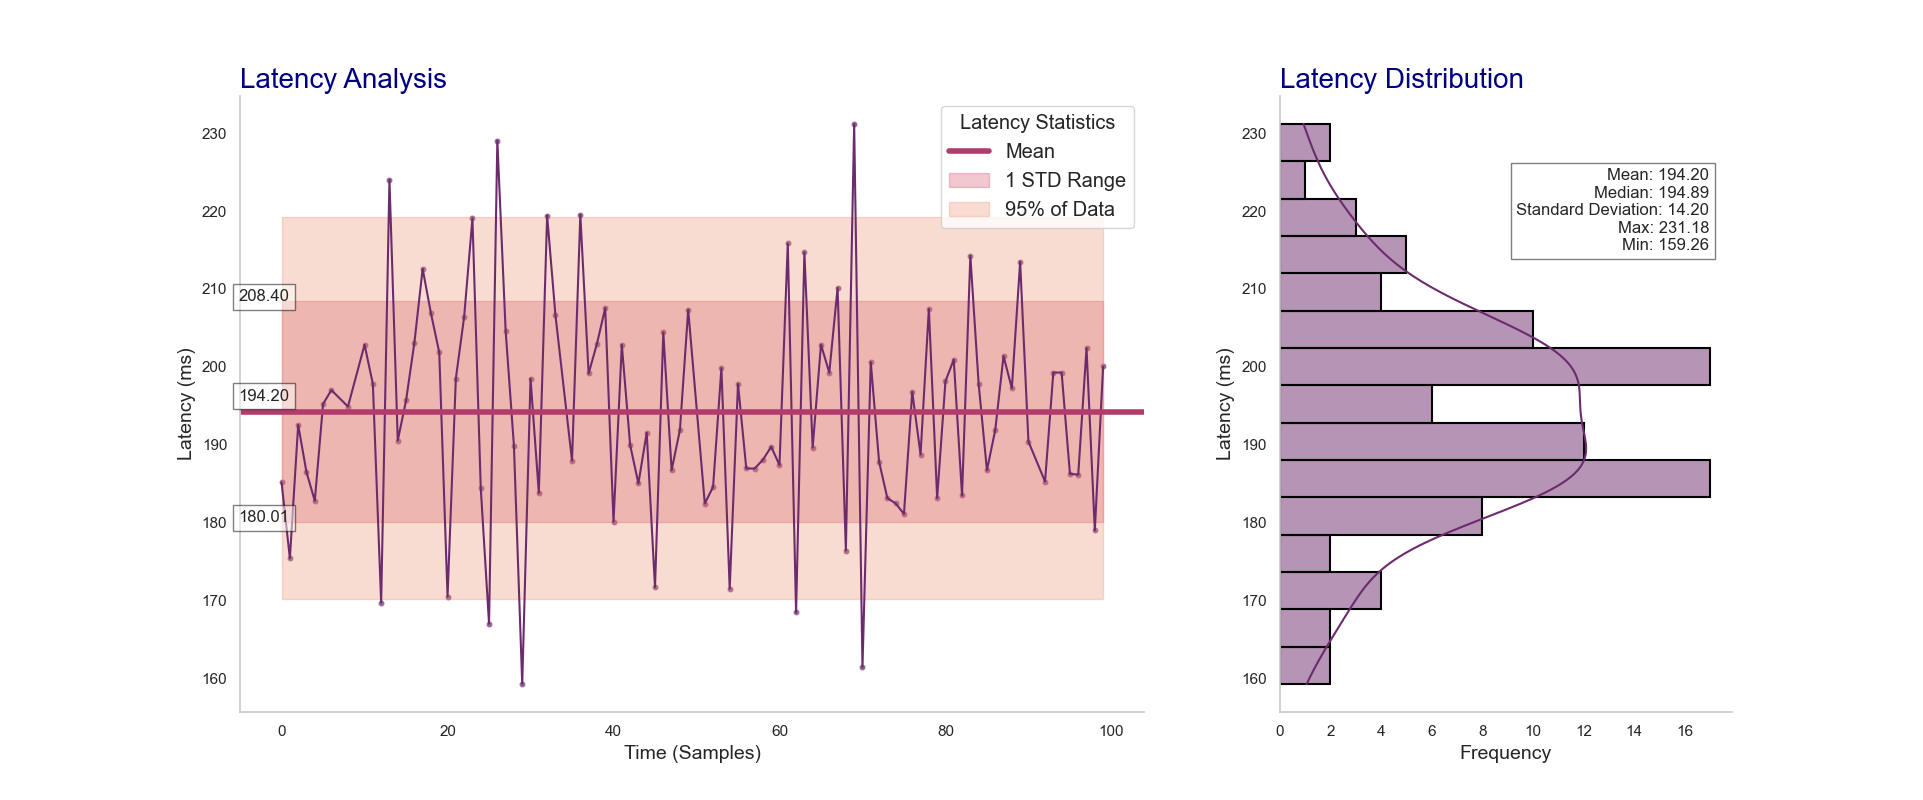 Latency Analysis
Latency (ms)
230
220
210
200
190
180
170
160
208.40
194.20
180.01
Latency Statistics
Mean
1 STD Range
95% of Data
0
20
40
60
80
100
Time (Samples)
Latency Distribution
Latency (ms)
230
220
210
200
190
180
170
160
Mean: 194.20
Median: 194.89
Standard Deviation: 14.20
Max: 231.18
Min: 159.26
0
2
4
6
8
10
12
14
16
Frequency